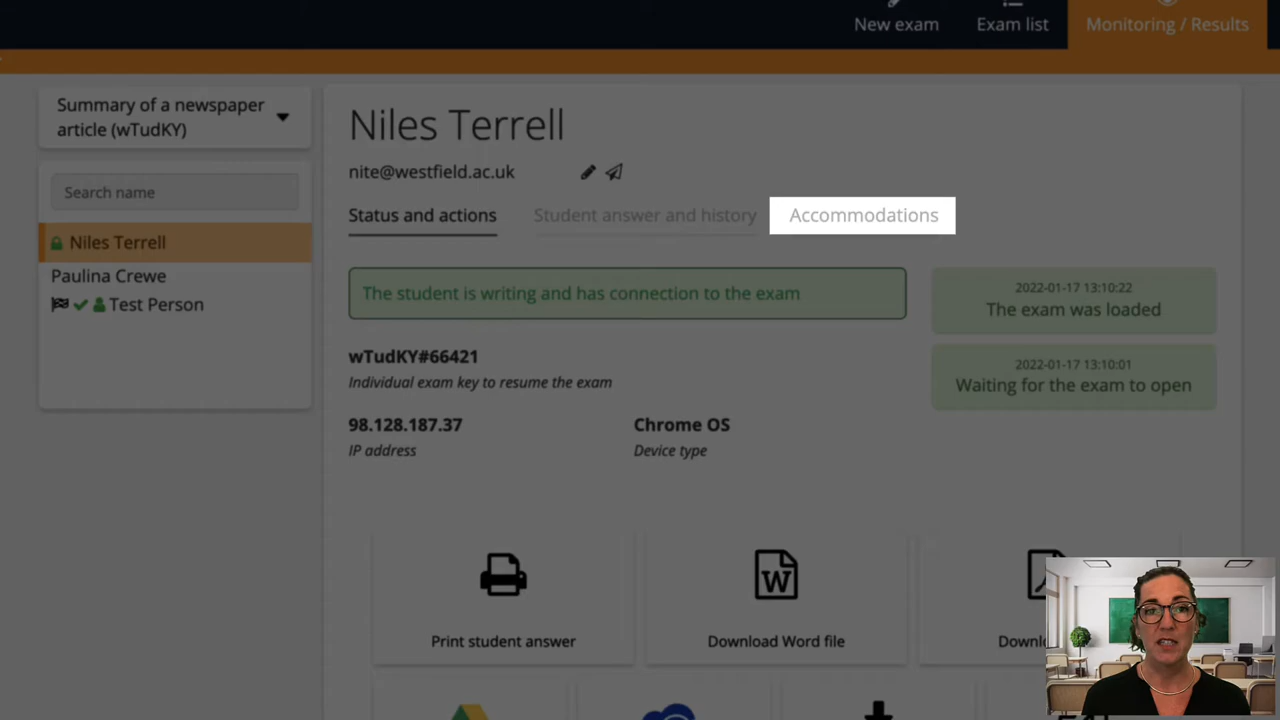 New exam
Exam list
Monitoring / Results
Summary of a newspaper
article (wTudKY)
Search name
Niles Terrell
Paulina Crewe
Test Person
Niles Terrell
nite@westfield.ac.uk
Status and actions
Student answer and history
Accommodations
The student is writing and has connection to the exam
2022-01-17 13:10:22
The exam was loaded
2022-01-17 13:10:01
Waiting for the exam to open
wTudKY#66421
Individual exam key to resume the exam
98.128.187.37
IP address
Chrome OS
Device type
W
Print student answer
Download Word file